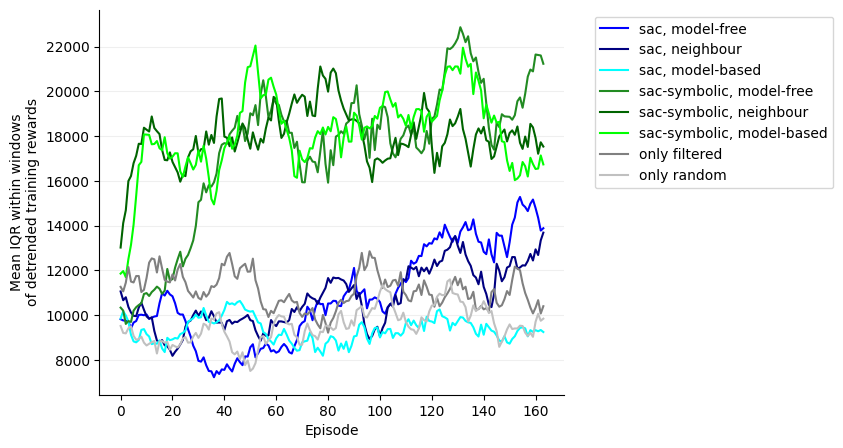 Mean IQR within windows
of detrended training rewards
22000
20000
18000
16000
14000
12000
10000
8000
0 20 40 60 80 100 120 140 160
Episode
sac, model-free
sac, neighbour
sac, model-based
sac-symbolic, model-free
sac-symbolic, neighbour
sac-symbolic, model-based
only filtered
only random